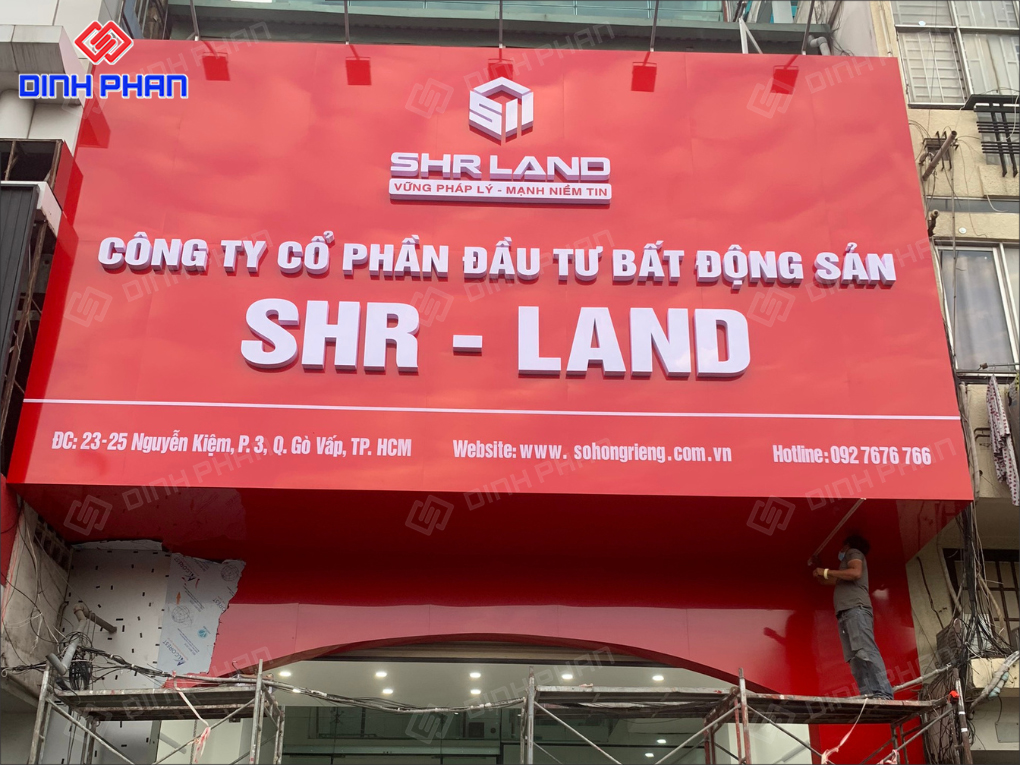 DINH PHAN
SHR LAND
VỮNG PHÁP LÝ - MẠNH NIỀM TIN
CÔNG TY CỔ PHẦN ĐẦU TƯ BẤT ĐỘNG SẢN
SHR - LAND
ĐC: 23-25 Nguyễn Kiệm, P. 3, Q. Gò Vấp, TP. HCM Website: www. sohongrieng.com.vn Hotline: 092 7676 766